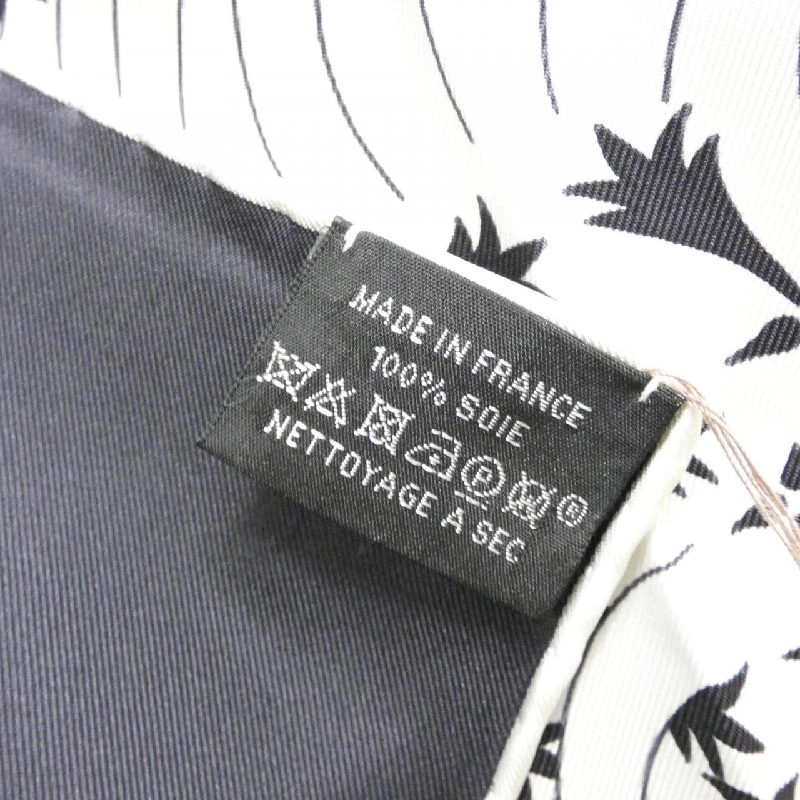 MADE IN FRANCE
100% SOIE
P W ®
NETTOYAGE A SEC